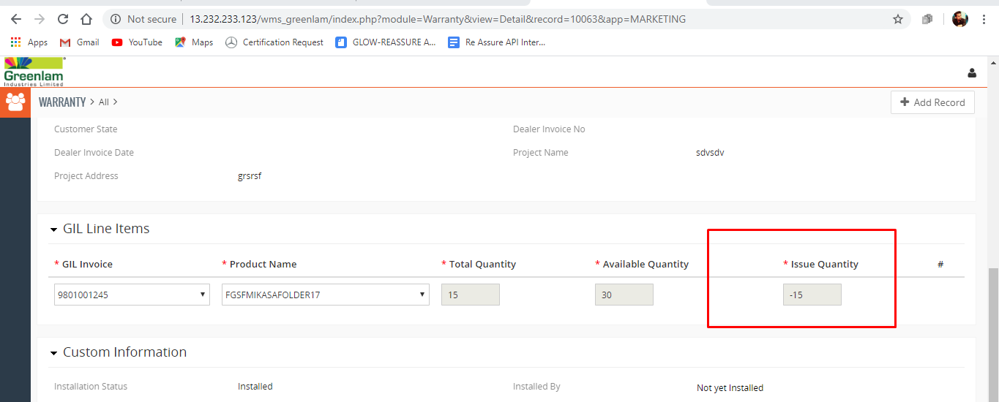 Not secure 13.232.233.123/wms_greenlam/index.php?module=Warranty&view=Detail&record=10063&app=MARKETING
Apps Gmail YouTube Maps Certification Request GLOW-REASSURE A... Re Assure API Inter...
Greenlam
Industries Limited
WARRANTY > All > + Add Record
Customer State Dealer Invoice No
Dealer Invoice Date Project Name sdvsdv
Project Address grsrsf
GIL Line Items
* GIL Invoice * Product Name * Total Quantity * Available Quantity * Issue Quantity #
9801001245 FGSFMIKASAFOLDER17 15 30 -15
Custom Information
Installation Status Installed Installed By Not yet Installed